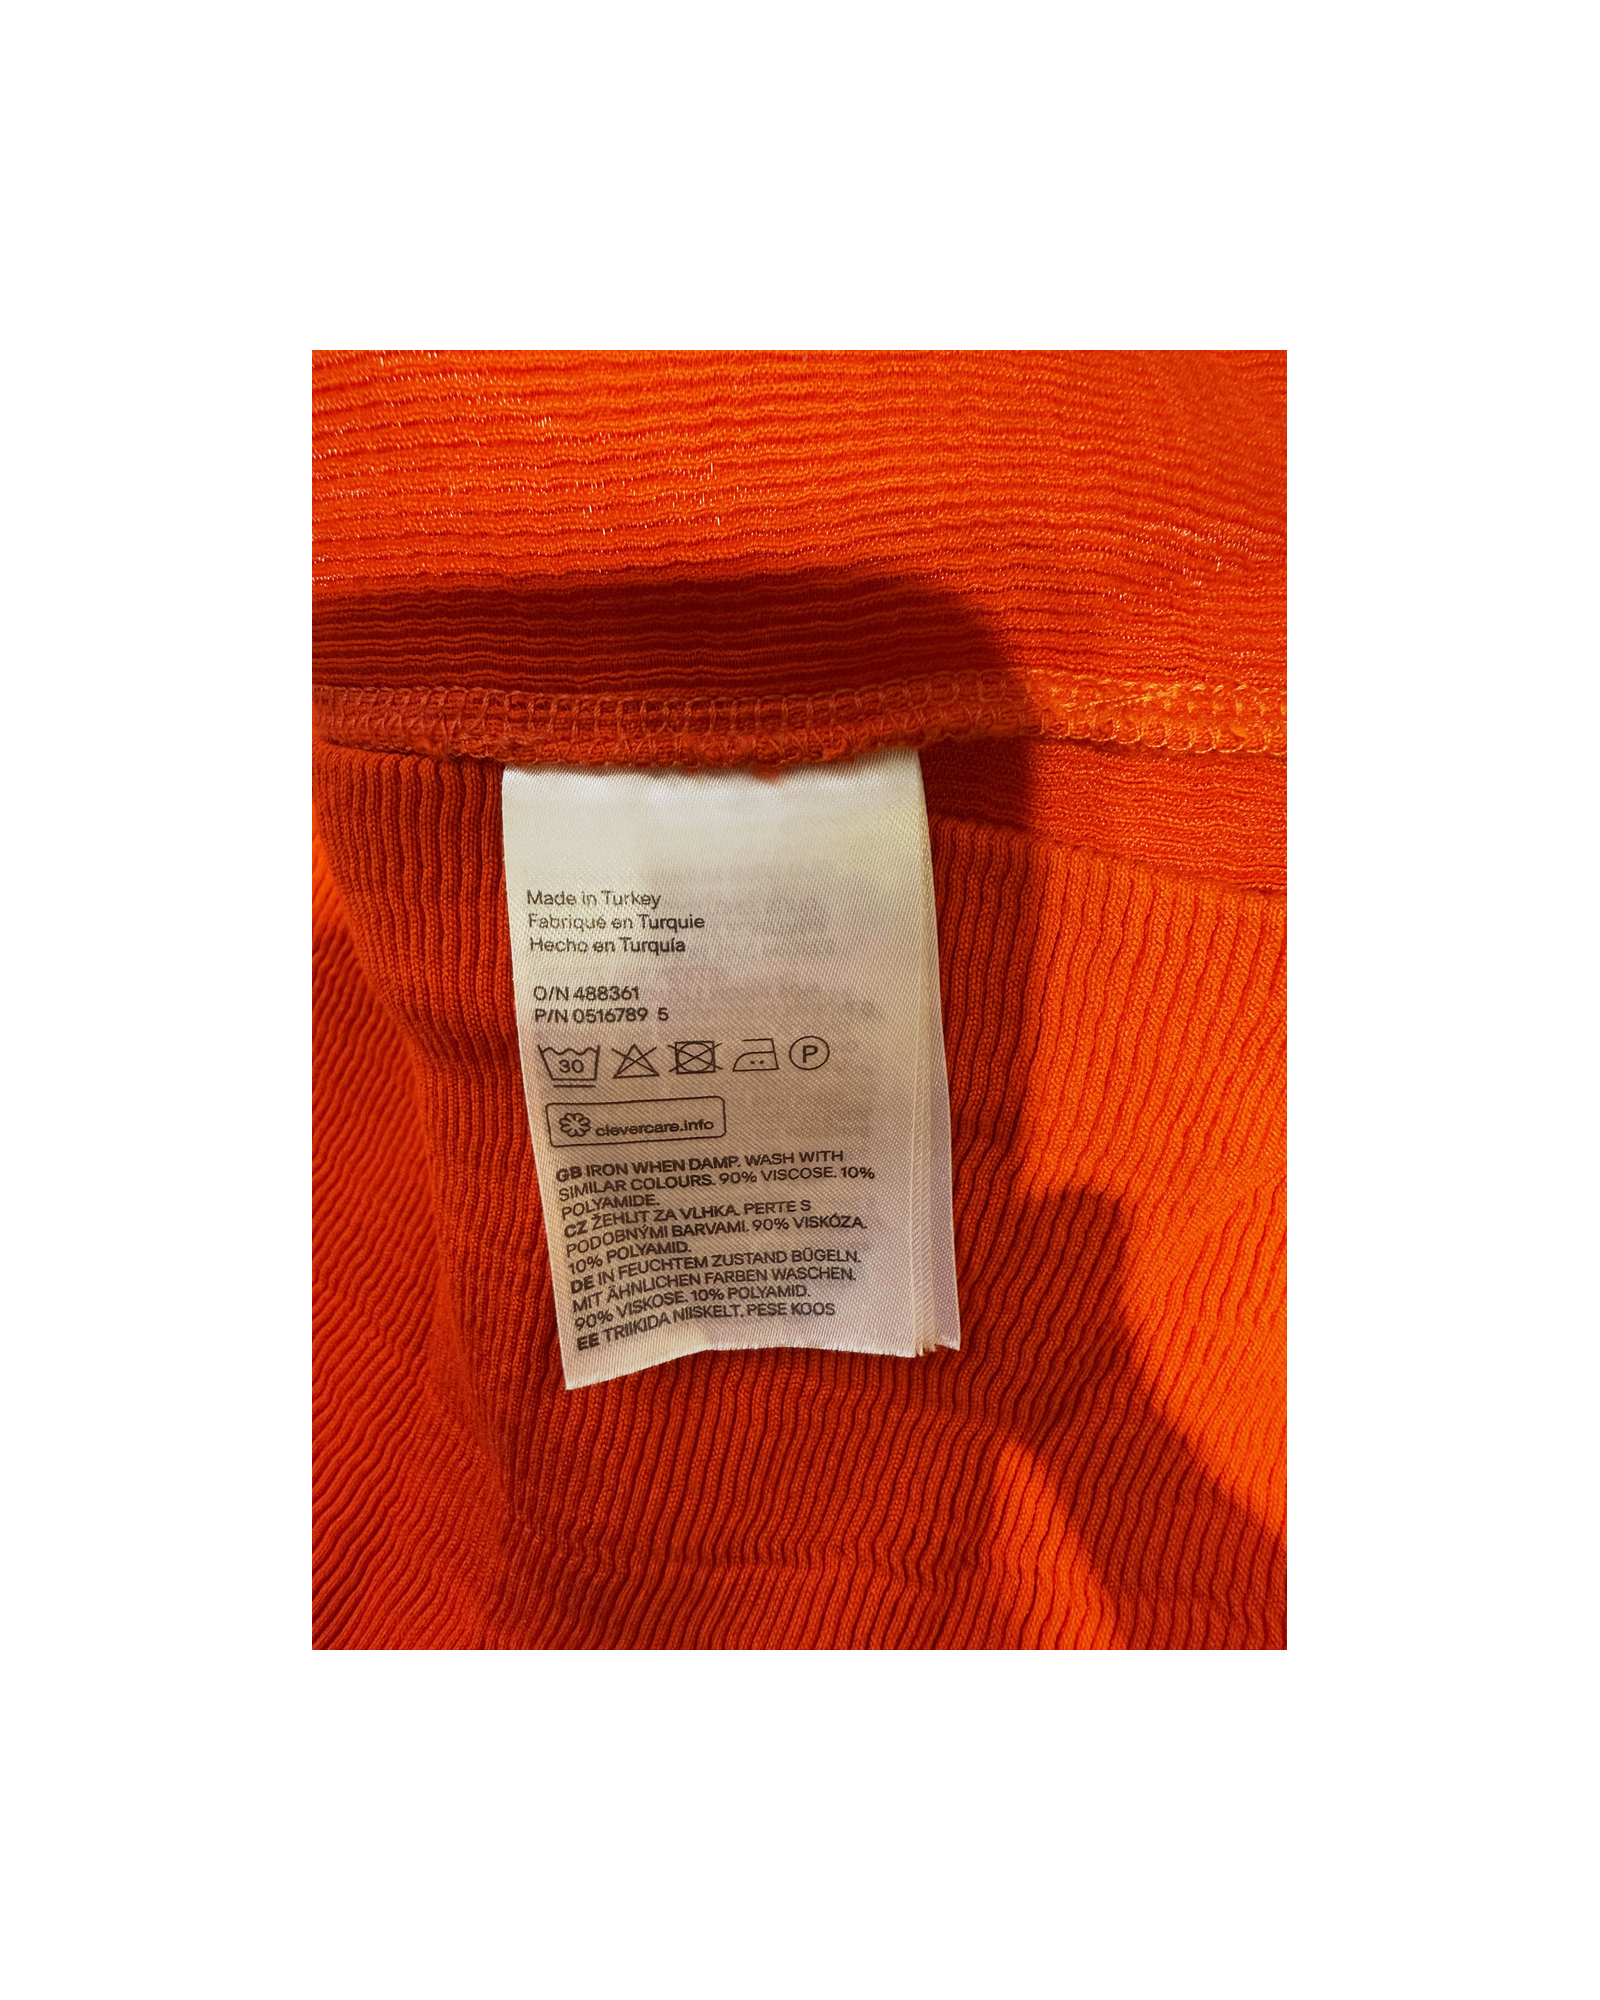 Made in Turkey
Fabriqué en Turquie
Hecho en Turquía
O/N 488361
P/N 0516789 5
30
P
clevercare.info
GB IRON WHEN DAMP. WASH WITH
SIMILAR COLOURS. 90% VISCOSE. 10%
POLYAMIDE.
CZ ŽEHLIT ZA VLHKA. PERTE S
PODOBNÝMI BARVAMI. 90% VISKÓZA.
10% POLYAMID.
DE IN FEUCHTEM ZUSTAND BÜGELN.
MIT ÄHNLICHEN FARBEN WASCHEN.
90% VISKOSE. 10% POLYAMID.
EE TRIIKIDA NIISKELT. PESE KOOS